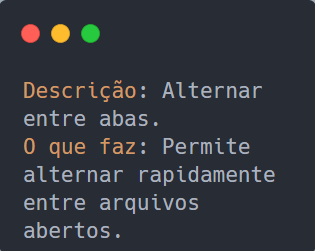 Descrição: Alternar
entre abas.
O que faz: Permite
alternar rapidamente
entre arquivos
abertos.